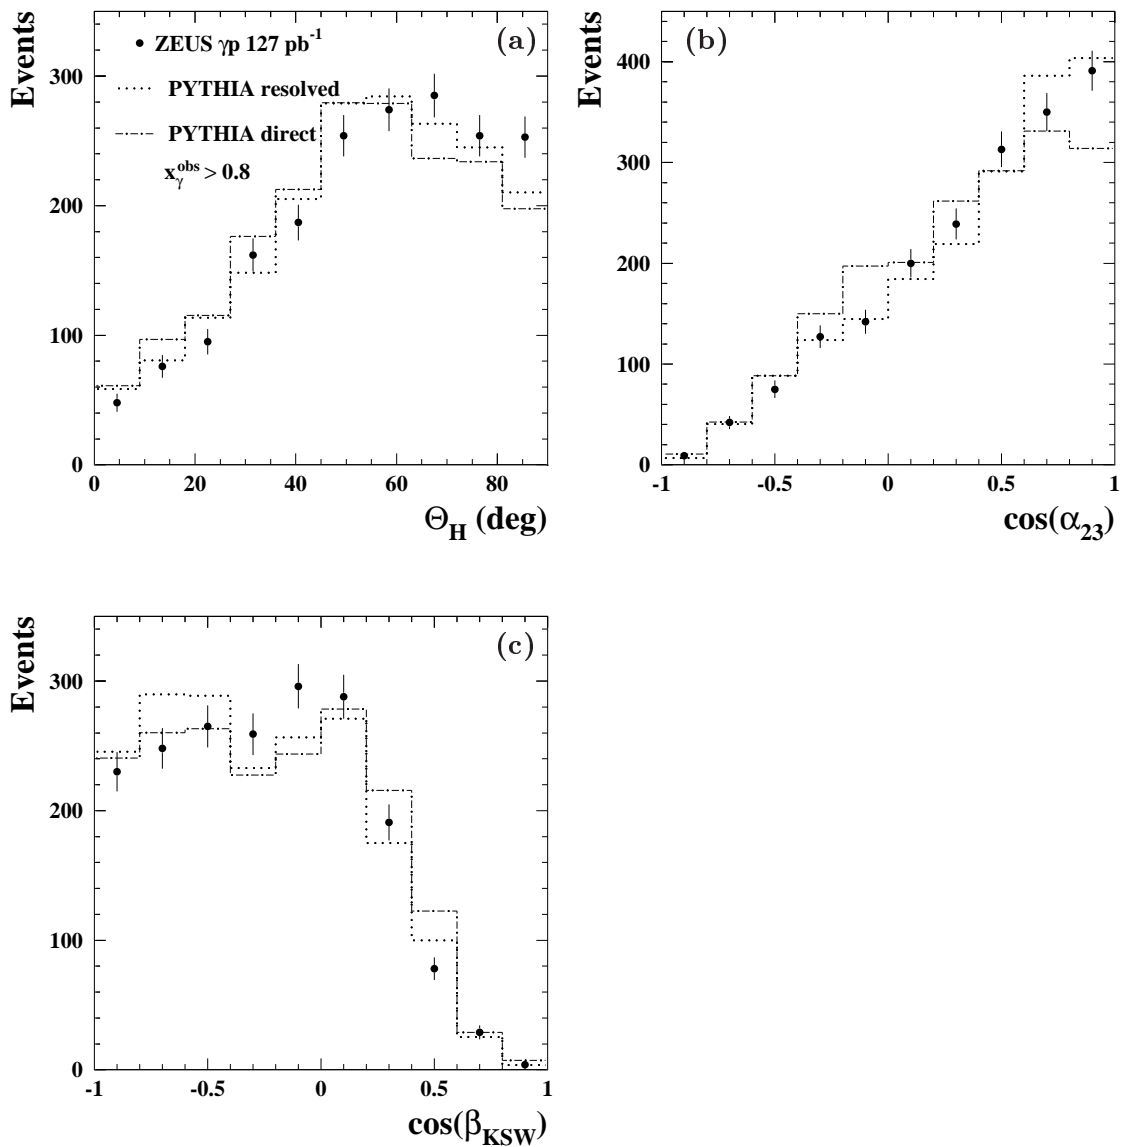 Events
(a)
ZEUS γp 127 pb⁻¹
PYTHIA resolved
PYTHIA direct
x_γ^obs > 0.8
300
200
100
0
0 20 40 60 80
Θ_H (deg)
Events
(b)
400
300
200
100
0
-1 -0.5 0 0.5 1
cos(α_23)
Events
(c)
300
200
100
0
-1 -0.5 0 0.5 1
cos(β_KSW)